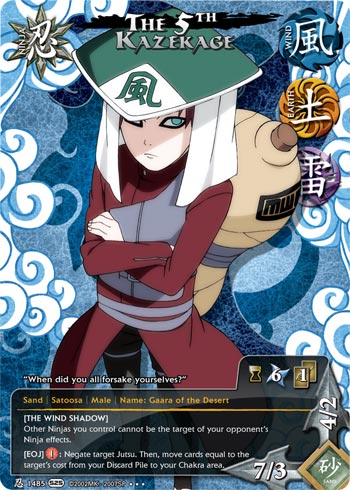 THE 5TH
KAZEKAGE
NINJA
忍
WIND
風
EARTH
土
雷
風
"When did you all forsake yourselves?"
6
1
Sand | Satoosa | Male | Name: Gaara of the Desert
[THE WIND SHADOW]
Other Ninjas you control cannot be the target of your opponent's
Ninja effects.
[EOJ] 1: Negate target Jutsu. Then, move cards equal to the
target's cost from your Discard Pile to your Chakra area.
4/2
7/3
砂
SAND
忍 1485 ©2002MK/ 2007SP